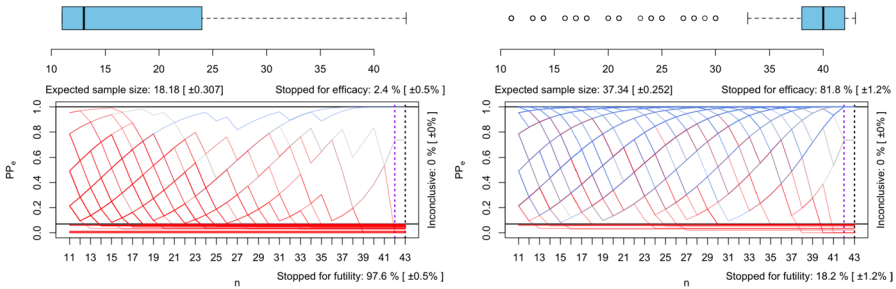 10 15 20 25 30 35 40
Expected sample size: 18.18 [ ±0.307] Stopped for efficacy: 2.4 % [ ±0.5%]
1.0
0.8
0.6
0.4
0.2
0.0
PPe
Inconclusive: 0 % [ ±0%]
11 13 15 17 19 21 23 25 27 29 31 33 35 37 39 41 43
Stopped for futility: 97.6 % [ ±0.5%]
n
10 15 20 25 30 35 40
Expected sample size: 37.34 [ ±0.252] Stopped for efficacy: 81.8 % [ ±1.2%
1.0
0.8
0.6
0.4
0.2
0.0
PPe
Inconclusive: 0 % [ ±0%]
11 13 15 17 19 21 23 25 27 29 31 33 35 37 39 41 43
Stopped for futility: 18.2 % [ ±1.2%]
n